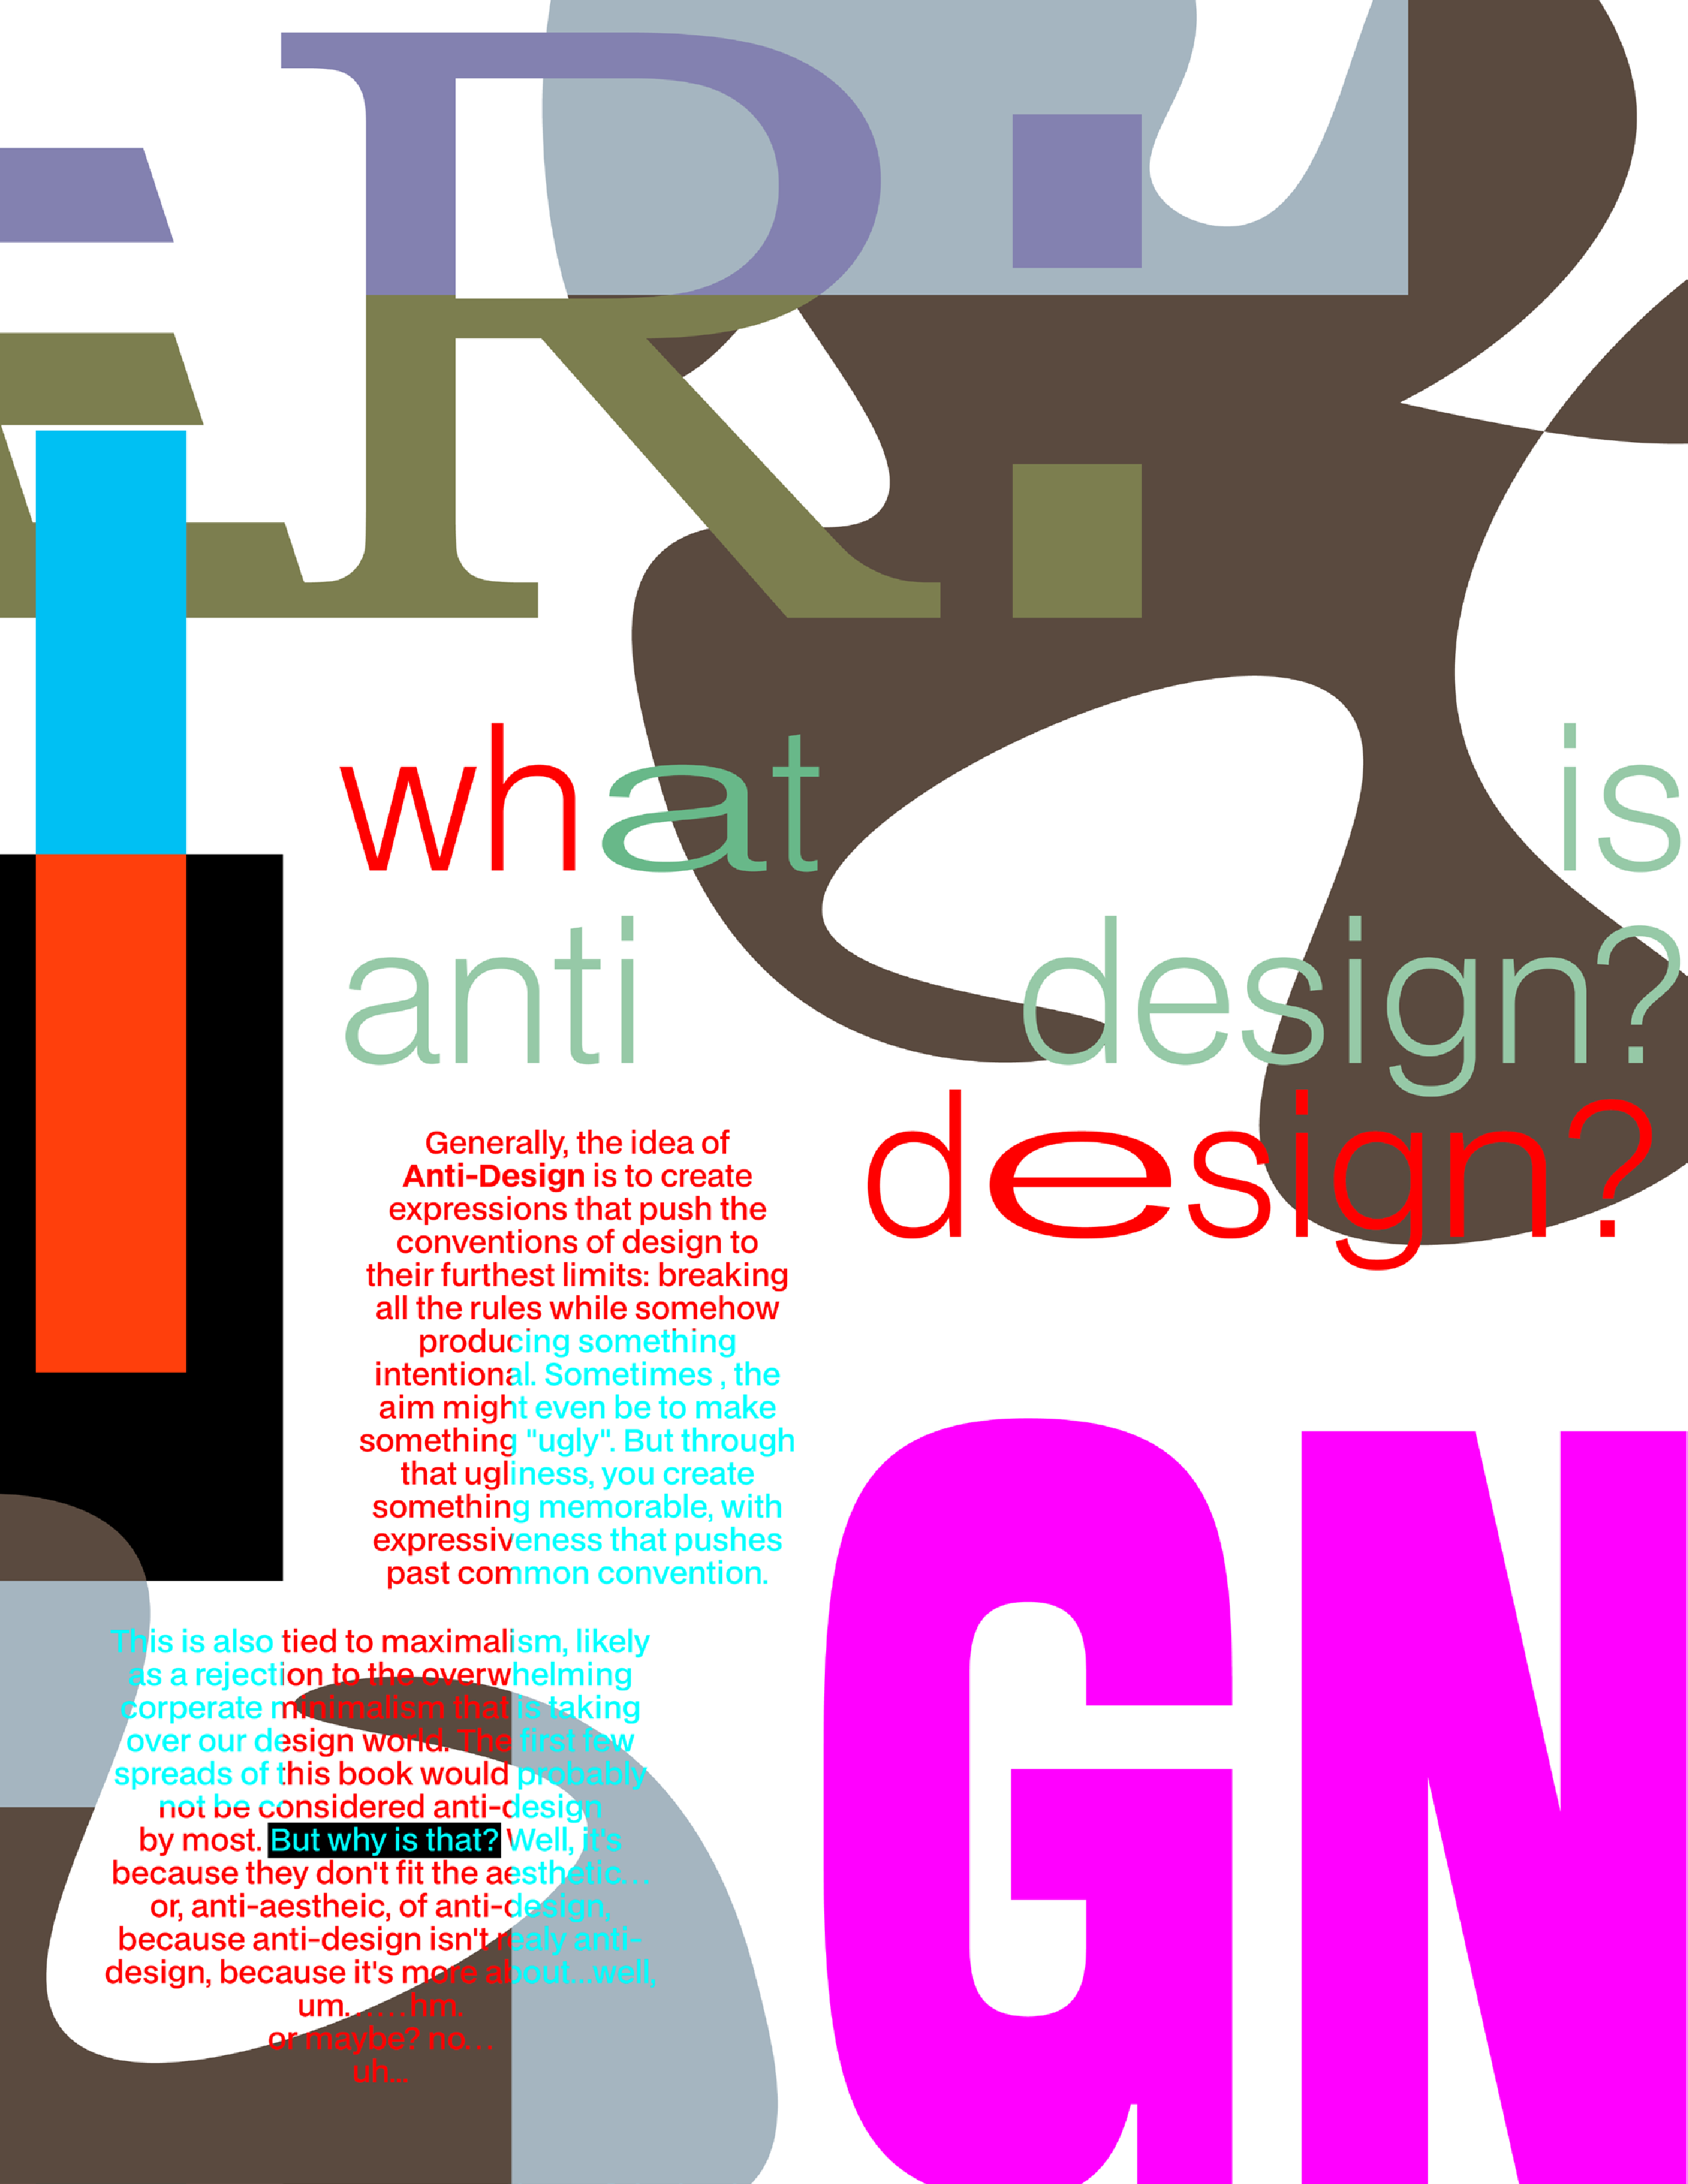 ER:
what is
anti design?
design?
Generally, the idea of
Anti-Design is to create
expressions that push the
conventions of design to
their furthest limits: breaking
all the rules while somehow
producing something
intentional. Sometimes , the
aim might even be to make
something "ugly". But through
that ugliness, you create
something memorable, with
expressiveness that pushes
past common convention.
GN
This is also tied to maximalism, likely
as a rejection to the overwhelming
corperate minimalism that is taking
over our design world. The first few
spreads of this book would probably
not be considered anti-design
by most. But why is that? Well, it's
because they don't fit the aesthetic...
or, anti-aestheic, of anti-design,
because anti-design isn't realy anti-
design, because it's more about...well,
um......hm.
or maybe? no...
uh...